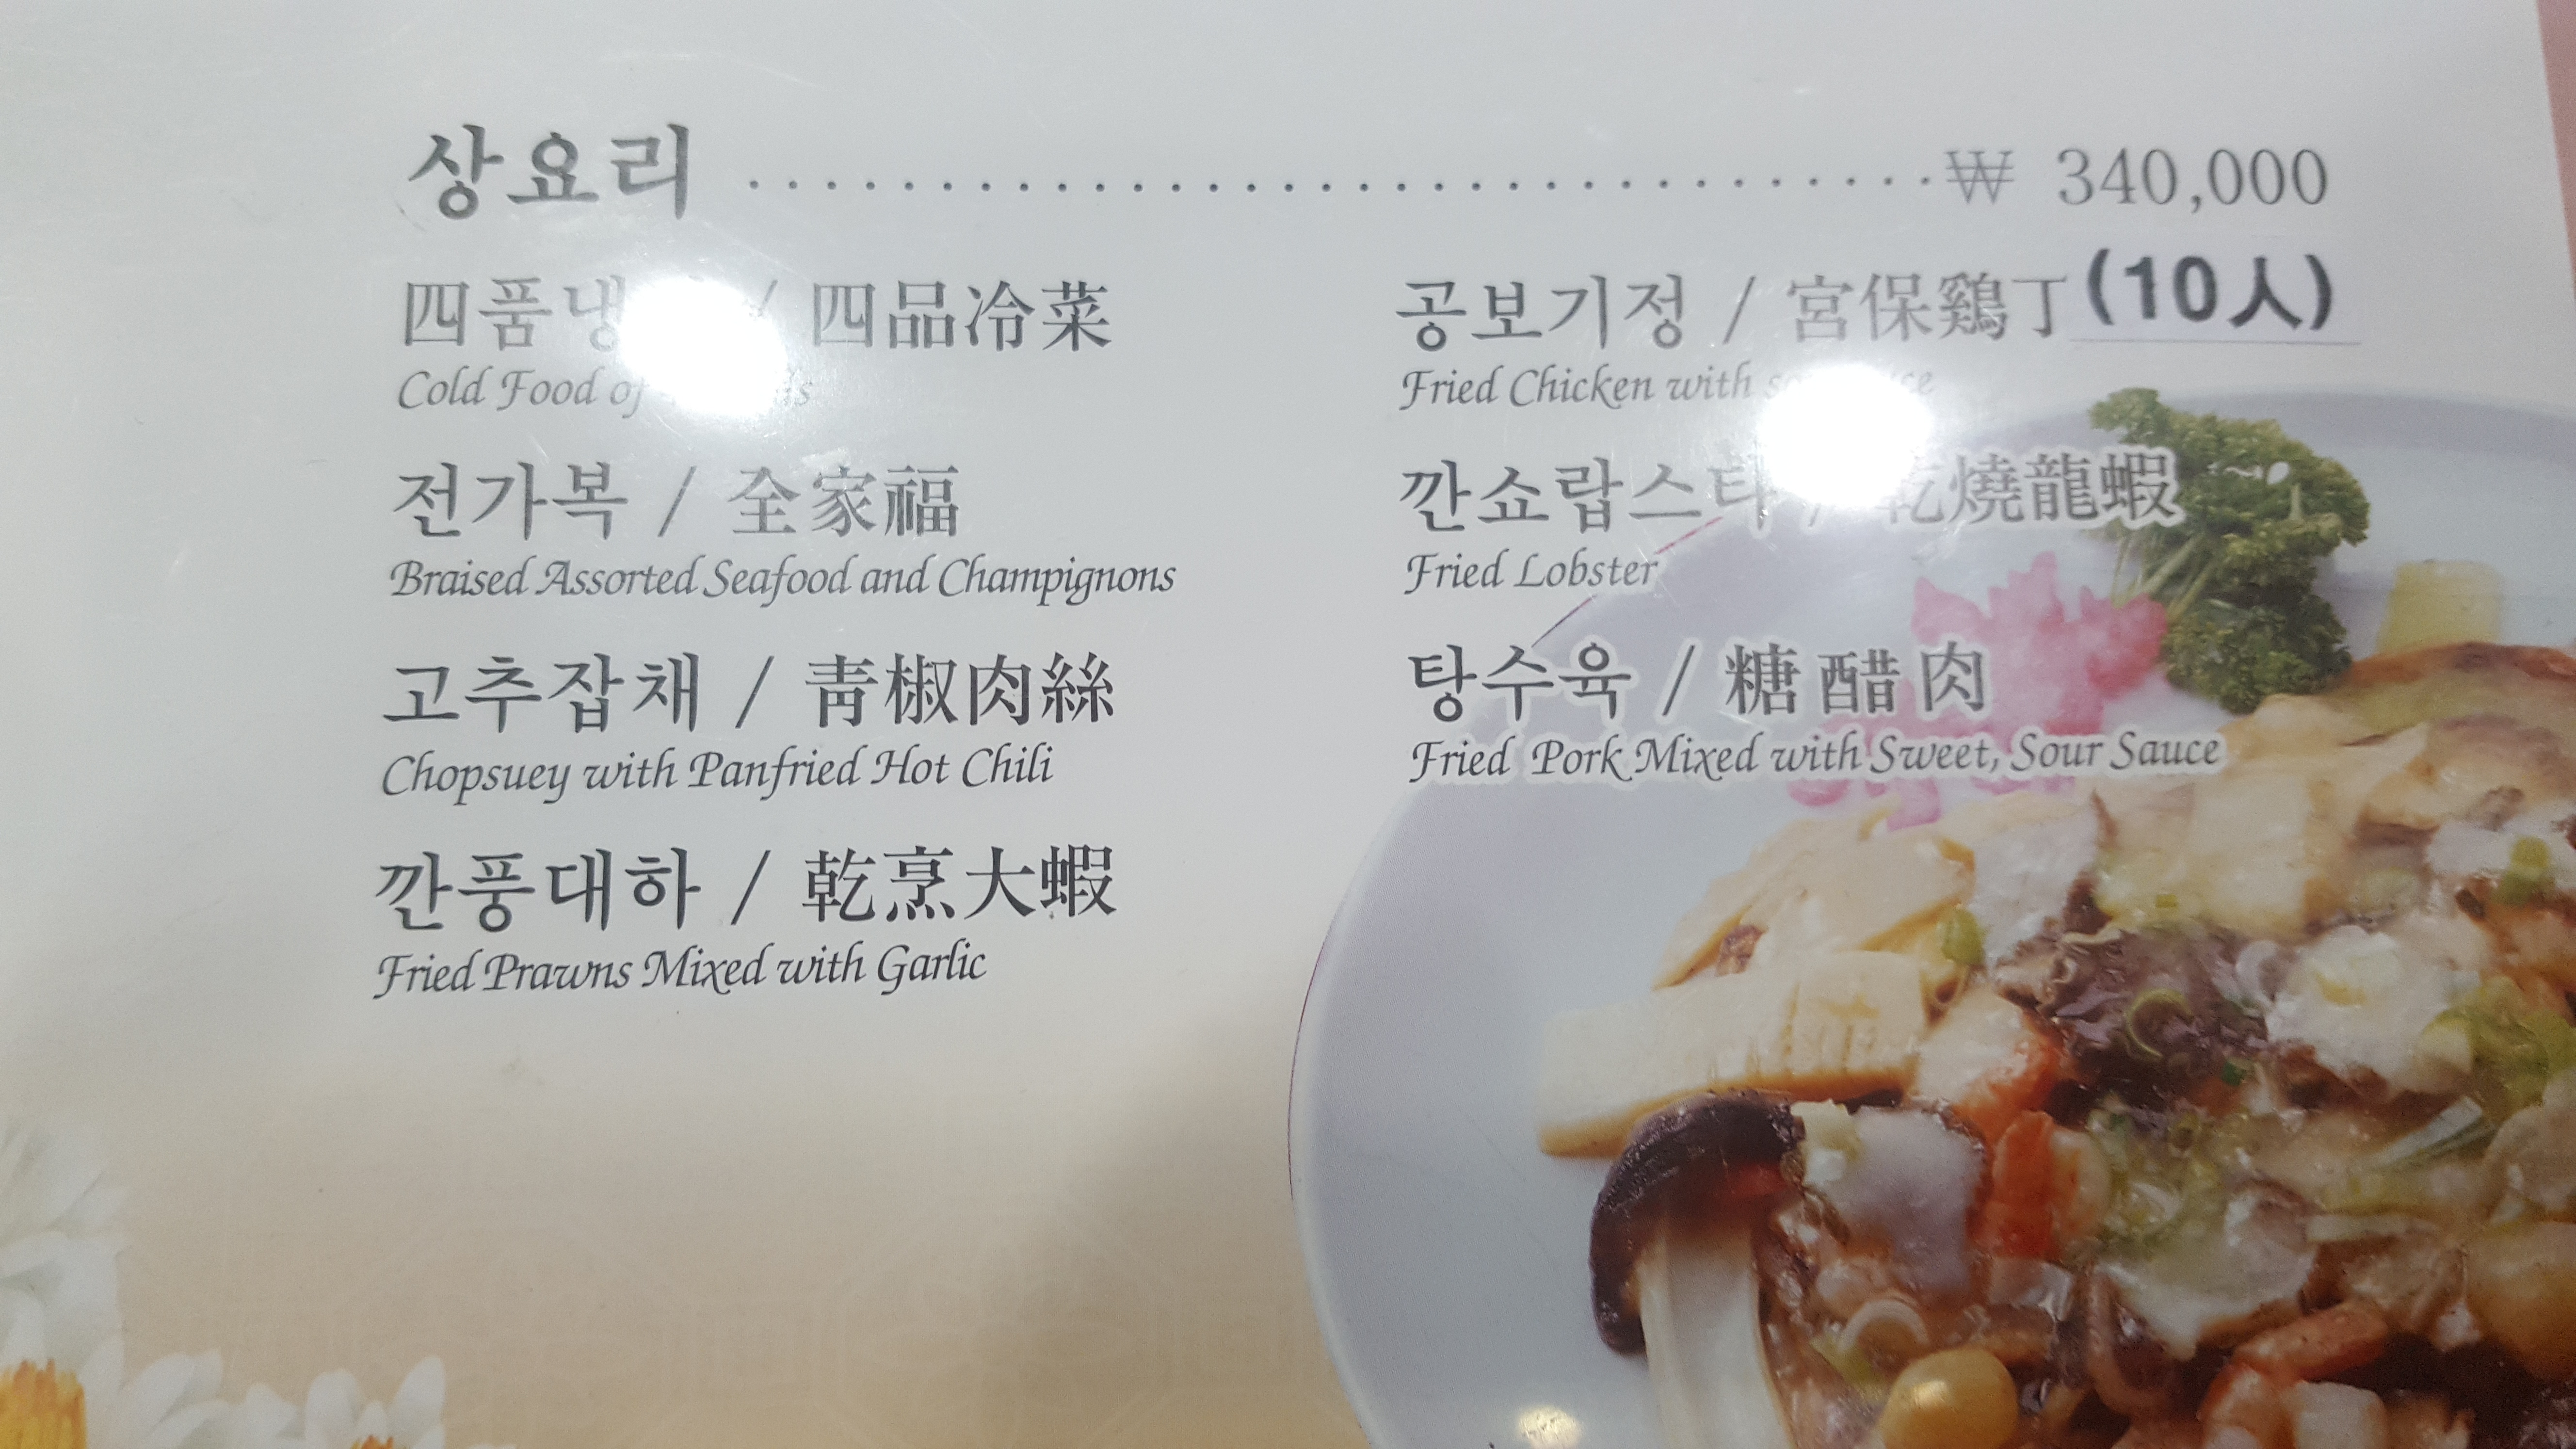 상요리 ........................................ ₩ 340,000
(10人)
四품냉 / 四品冷菜
Cold Food of
전가복 / 全家福
Braised Assorted Seafood and Champignons
고추잡채 / 靑椒肉絲
Chopsuey with Panfried Hot Chili
깐풍대하 / 乾烹大蝦
Fried Prawns Mixed with Garlic
공보기정 / 宮保鷄丁
Fried Chicken with
깐쇼랍스타 / 乾燒龍蝦
Fried Lobster
탕수육 / 糖醋肉
Fried Pork Mixed with Sweet, Sour Sauce